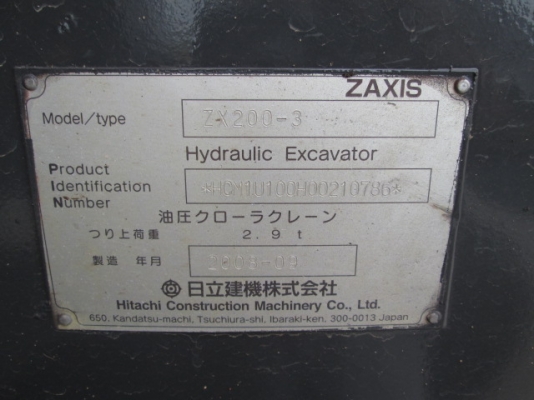 ZAXIS
Model/type ZX200-3
Hydraulic Excavator
Product
Identification
Number
油圧クローラクレーン
つり上荷重 2.9 t
製造 年月
日立建機株式会社
Hitachi Construction Machinery Co., Ltd.
650, Kandatsu-machi, Tsuchiura-shi, Ibaraki-ken, 300-0013 Japan